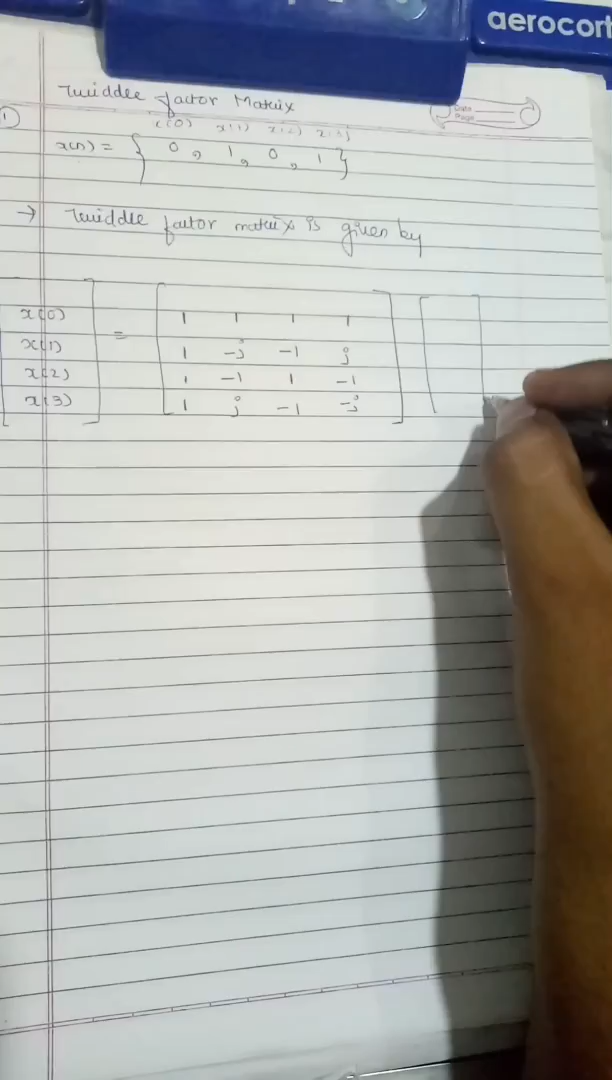 aerocort
Twiddle factor Matrix
x(0) x(1) x(2) x(3)
1
x(n) = { 0, 1, 0, 1 }
→ Twiddle factor matrix is given by
x(0) = 1 1 1 1
x(1) 1 -j -1 j
x(2) 1 -1 1 -1
x(3) 1 j -1 -j